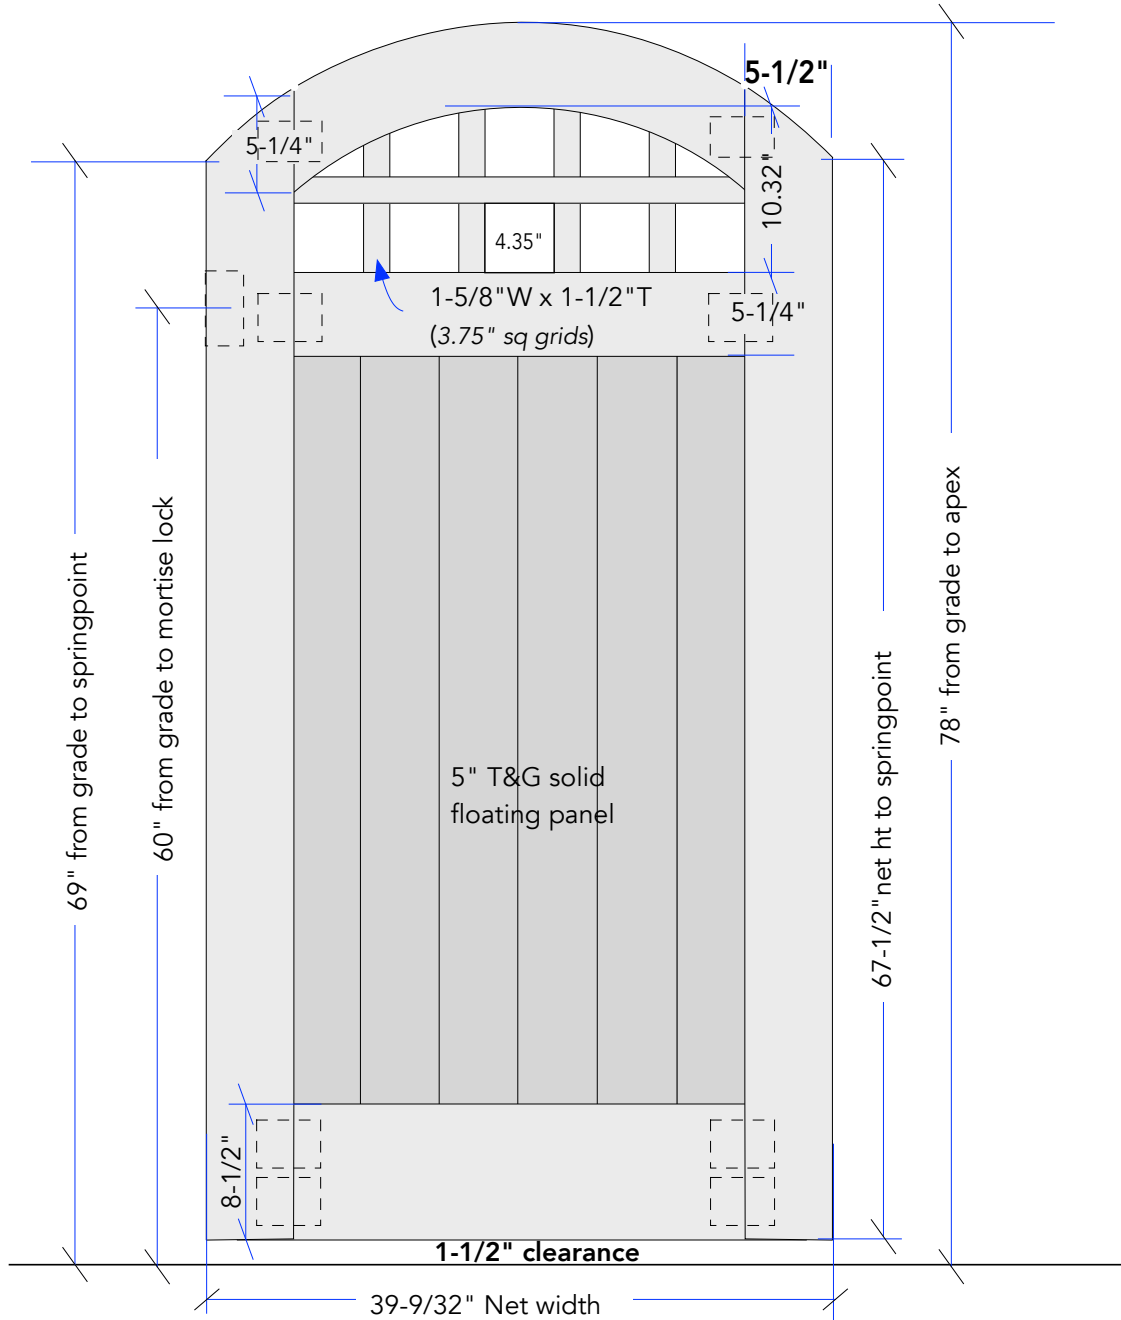 5-1/2"
5-1/4"
10.32"
4.35"
1-5/8"W x 1-1/2"T
(3.75" sq grids)
5-1/4"
69" from grade to springpoint
60" from grade to mortise lock
78" from grade to apex
67-1/2"net ht to springpoint
5" T&G solid
floating panel
8-1/2"
1-1/2" clearance
39-9/32" Net width